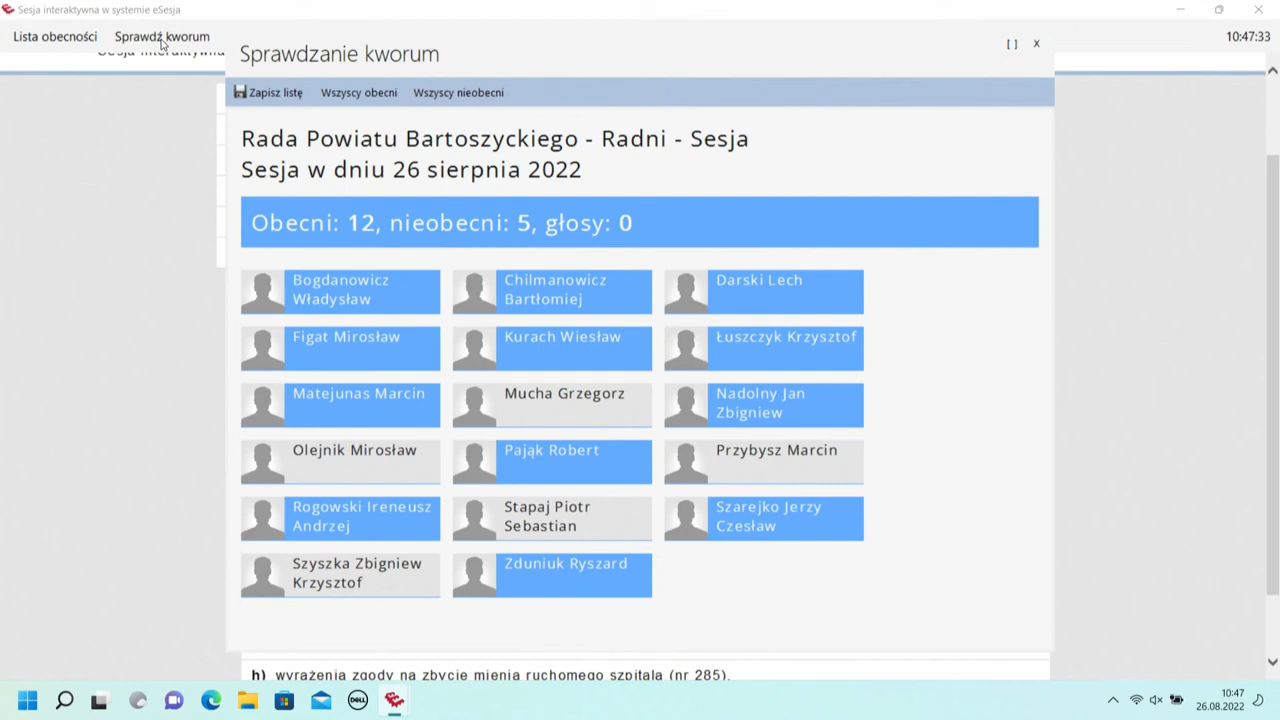 Sesja interaktywna w systemie eSesja
Lista obecności
Sprawdź kworum
10:47:33
Sprawdzanie kworum
[ ] x
Zapisz listę
Wszyscy obecni
Wszyscy nieobecni
Rada Powiatu Bartoszyckiego - Radni - Sesja
Sesja w dniu 26 sierpnia 2022
Obecni: 12, nieobecni: 5, głosy: 0
Bogdanowicz
Władysław
Chilmanowicz
Bartłomiej
Darski Lech
Figat Mirosław
Kurach Wiesław
Łuszczyk Krzysztof
Matejunas Marcin
Mucha Grzegorz
Nadolny Jan
Zbigniew
Olejnik Mirosław
Pająk Robert
Przybysz Marcin
Rogowski Ireneusz
Andrzej
Stapaj Piotr
Sebastian
Szarejko Jerzy
Czesław
Szyszka Zbigniew
Krzysztof
Zduniuk Ryszard
h) wyrażenia zgody na zbycie mienia ruchomego szpitala (nr 285).
DELL
10:47
26.08.2022